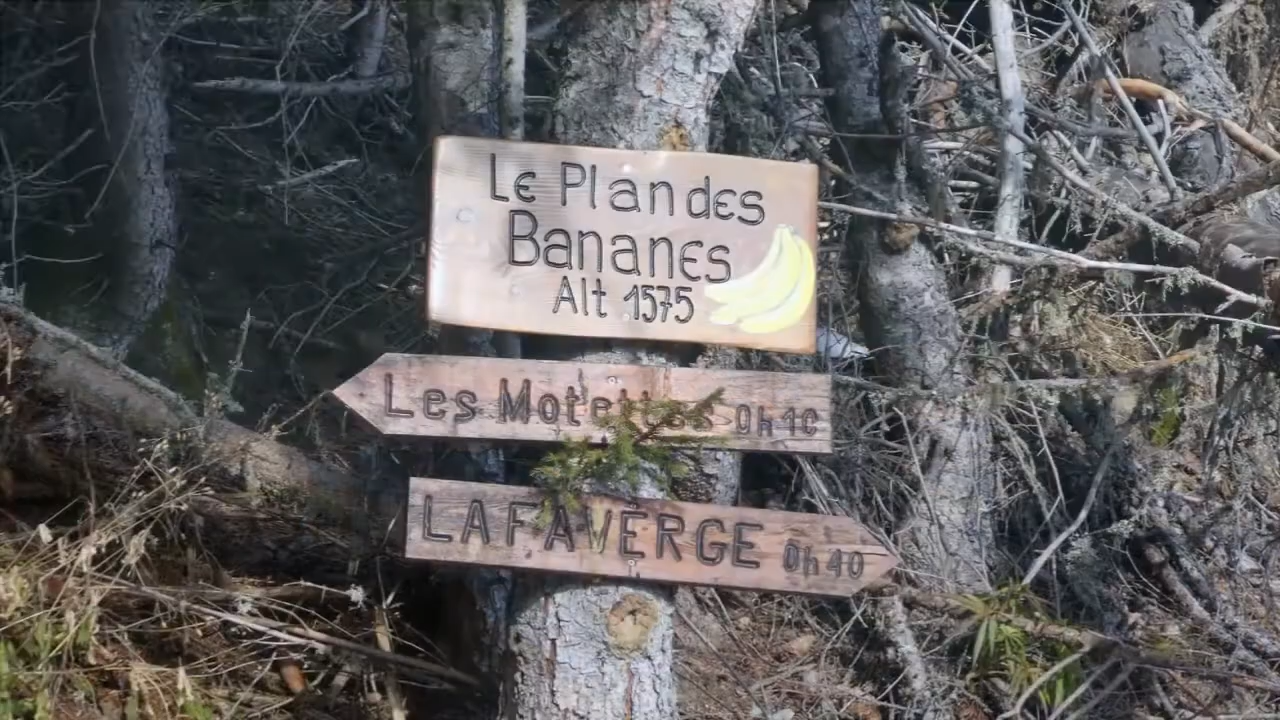 Le Plan des
Bananes
Alt 1575
Les Motettes 0h10
LAFAVERGE 0h40